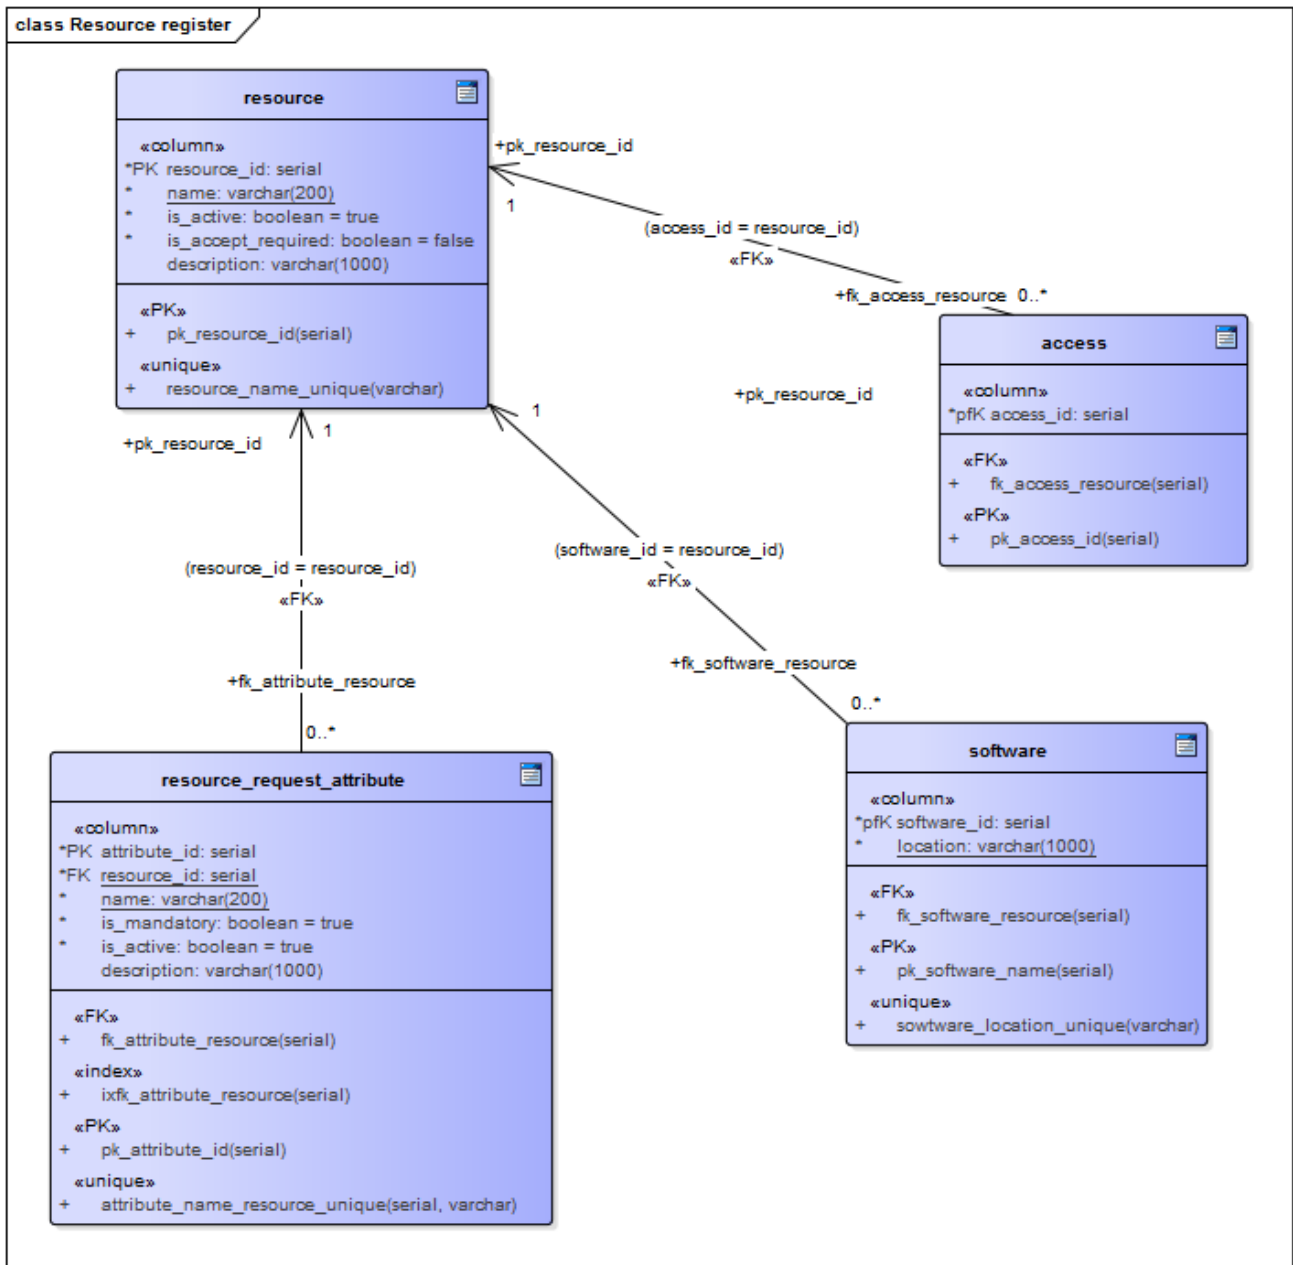 class Resource register
resource
«column»
*PK resource_id: serial
* name: varchar(200)
* is_active: boolean = true
* is_accept_required: boolean = false
description: varchar(1000)
«PK»
+ pk_resource_id(serial)
«unique»
+ resource_name_unique(varchar)
+pk_resource_id
1
(access_id = resource_id)
«FK»
+fk_access_resource 0..*
access
«column»
*pfK access_id: serial
«FK»
+ fk_access_resource(serial)
«PK»
+ pk_access_id(serial)
+pk_resource_id
1
(software_id = resource_id)
«FK»
+fk_software_resource
0..*
+pk_resource_id
1
(resource_id = resource_id)
«FK»
+fk_attribute_resource
0..*
resource_request_attribute
«column»
*PK attribute_id: serial
*FK resource_id: serial
* name: varchar(200)
* is_mandatory: boolean = true
* is_active: boolean = true
description: varchar(1000)
«FK»
+ fk_attribute_resource(serial)
«index»
+ ixfk_attribute_resource(serial)
«PK»
+ pk_attribute_id(serial)
«unique»
+ attribute_name_resource_unique(serial, varchar)
software
«column»
*pfK software_id: serial
* location: varchar(1000)
«FK»
+ fk_software_resource(serial)
«PK»
+ pk_software_name(serial)
«unique»
+ sowtware_location_unique(varchar)